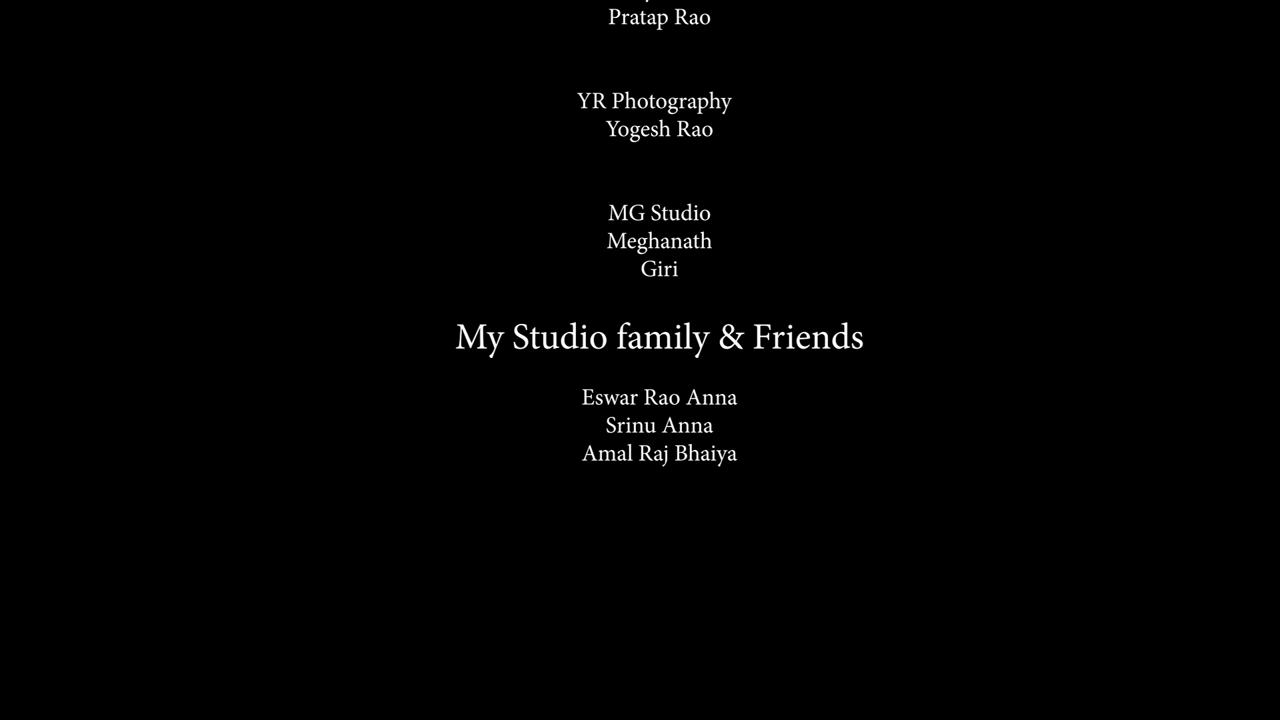 Pratap Rao
YR Photography
Yogesh Rao
MG Studio
Meghanath
Giri
My Studio family & Friends
Eswar Rao Anna
Srinu Anna
Amal Raj Bhaiya